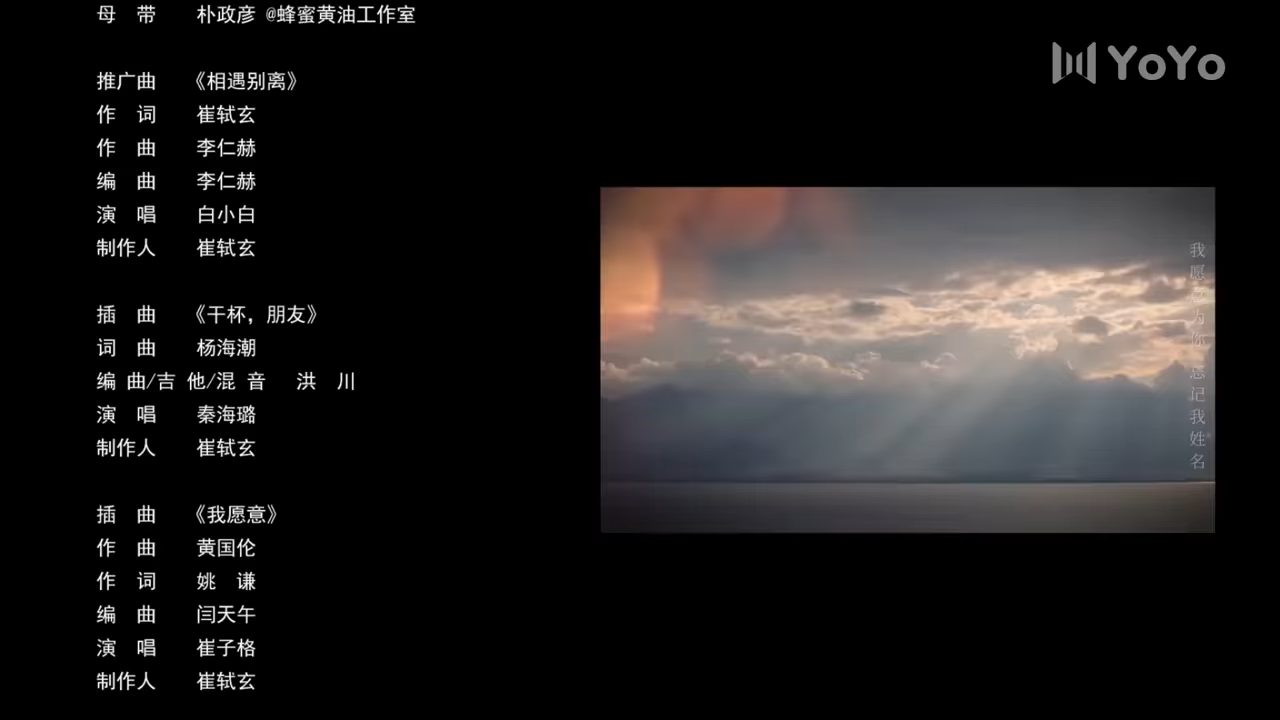 母 带 朴政彦 @蜂蜜黄油工作室
推广曲 《相遇别离》
作 词 崔轼玄
作 曲 李仁赫
编 曲 李仁赫
演 唱 白小白
制作人 崔轼玄
插 曲 《干杯，朋友》
词 曲 杨海潮
编 曲/吉 他/混 音 洪 川
演 唱 秦海璐
制作人 崔轼玄
插 曲 《我愿意》
作 曲 黄国伦
作 词 姚 谦
编 曲 闫天午
演 唱 崔子格
制作人 崔轼玄
YoYo
我愿意为你 忘记我姓名